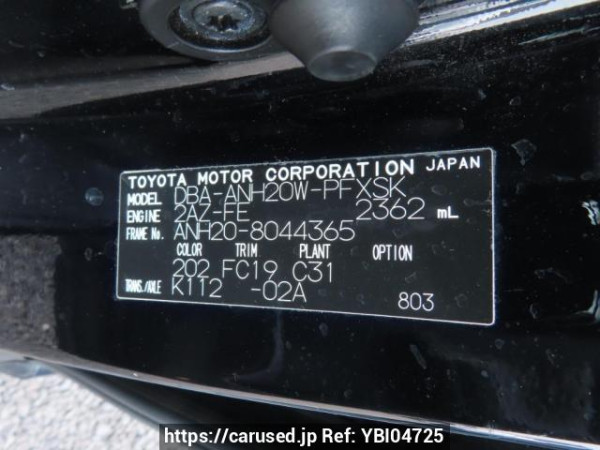 TOYOTA MOTOR CORPORATION JAPAN
MODEL DBA-ANH20W-PFXSK
ENGINE 2AZ-FE 2362 mL
FRAME No. ANH20-8044365
COLOR TRIM PLANT OPTION
202 FC19 C31
TRANS./AXLE K112 -02A 803
https://carused.jp Ref: YBI04725